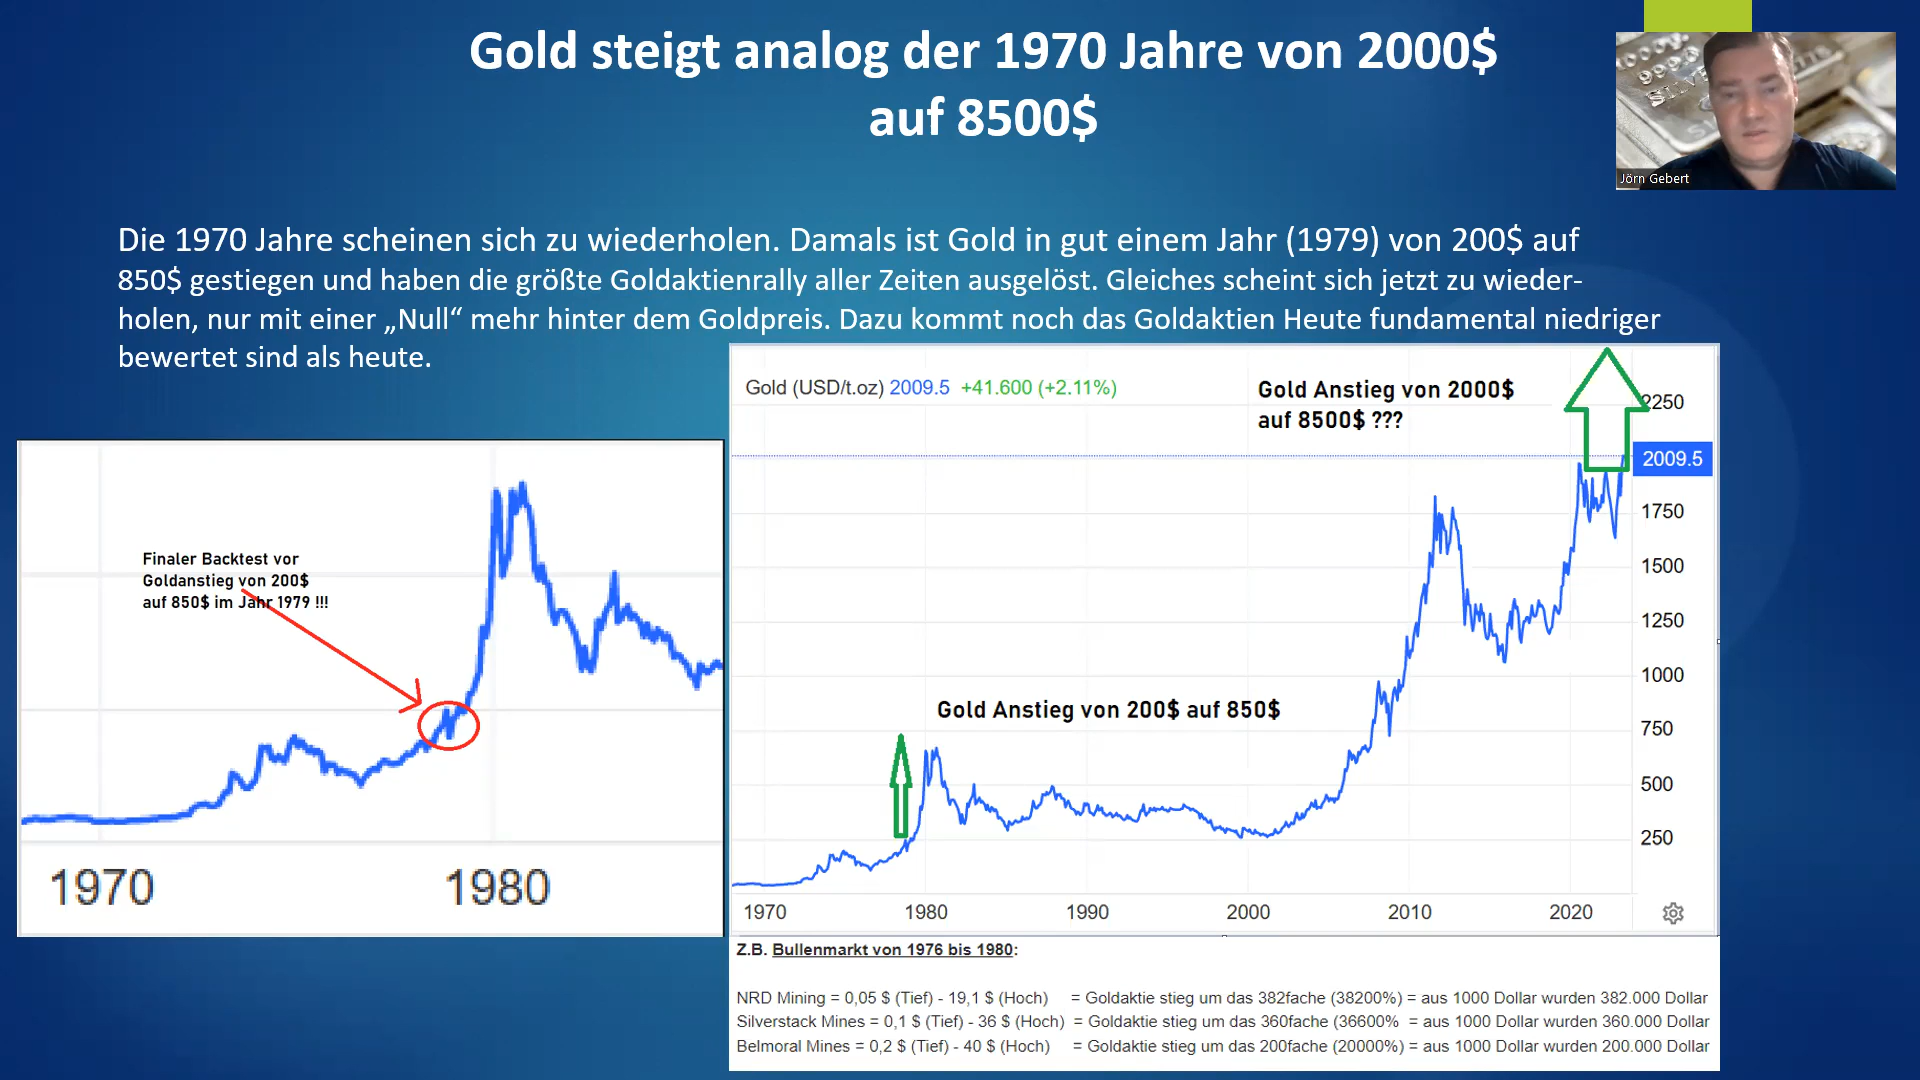 Gold steigt analog der 1970 Jahre von 2000$
auf 8500$
Jörn Gebert
Die 1970 Jahre scheinen sich zu wiederholen. Damals ist Gold in gut einem Jahr (1979) von 200$ auf
850$ gestiegen und haben die größte Goldaktienrally aller Zeiten ausgelöst. Gleiches scheint sich jetzt zu wieder-
holen, nur mit einer „Null“ mehr hinter dem Goldpreis. Dazu kommt noch das Goldaktien Heute fundamental niedriger
bewertet sind als heute.
Finaler Backtest vor
Goldanstieg von 200$
auf 850$ im Jahr 1979 !!!
1970 1980
Gold (USD/t.oz) 2009.5 +41.600 (+2.11%)
Gold Anstieg von 2000$
auf 8500$ ???
2250
2009.5
1750
1500
1250
1000
Gold Anstieg von 200$ auf 850$
750
500
250
1970 1980 1990 2000 2010 2020
Z.B. Bullenmarkt von 1976 bis 1980:
NRD Mining = 0,05 $ (Tief) - 19,1 $ (Hoch) = Goldaktie stieg um das 382fache (38200%) = aus 1000 Dollar wurden 382.000 Dollar
Silverstack Mines = 0,1 $ (Tief) - 36 $ (Hoch) = Goldaktie stieg um das 360fache (36600% = aus 1000 Dollar wurden 360.000 Dollar
Belmoral Mines = 0,2 $ (Tief) - 40 $ (Hoch) = Goldaktie stieg um das 200fache (20000%) = aus 1000 Dollar wurden 200.000 Dollar